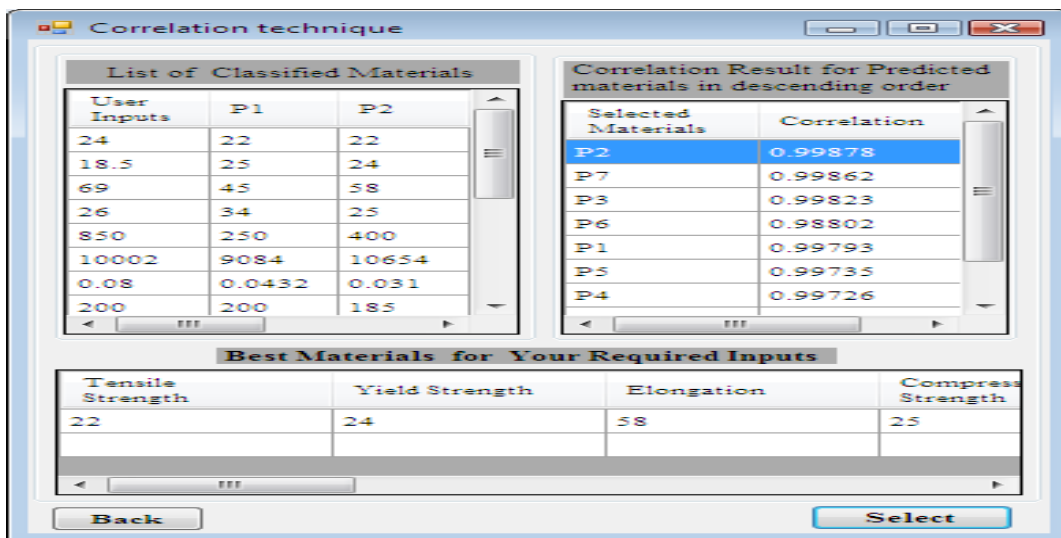 Correlation technique
List of Classified Materials
User Inputs P1 P2
24 22 22
18.5 25 24
69 45 58
26 34 25
850 250 400
10002 9084 10654
0.08 0.0432 0.031
200 200 185
Correlation Result for Predicted
materials in descending order
Selected Materials Correlation
P2 0.99878
P7 0.99862
P3 0.99823
P6 0.98802
P1 0.99793
P5 0.99735
P4 0.99726
Best Materials for Your Required Inputs
Tensile Strength Yield Strength Elongation Compress Strength
22 24 58 25
Back Select